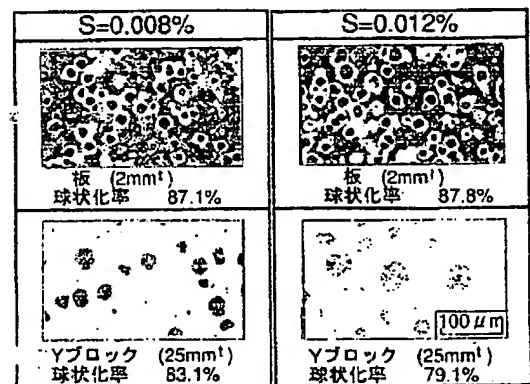 S=0.008%
S=0.012%
板 (2mmᵗ)
球状化率 87.1%
板 (2mmᵗ)
球状化率 87.8%
100μm
Yブロック (25mmᵗ)
球状化率 83.1%
Yブロック (25mmᵗ)
球状化率 79.1%